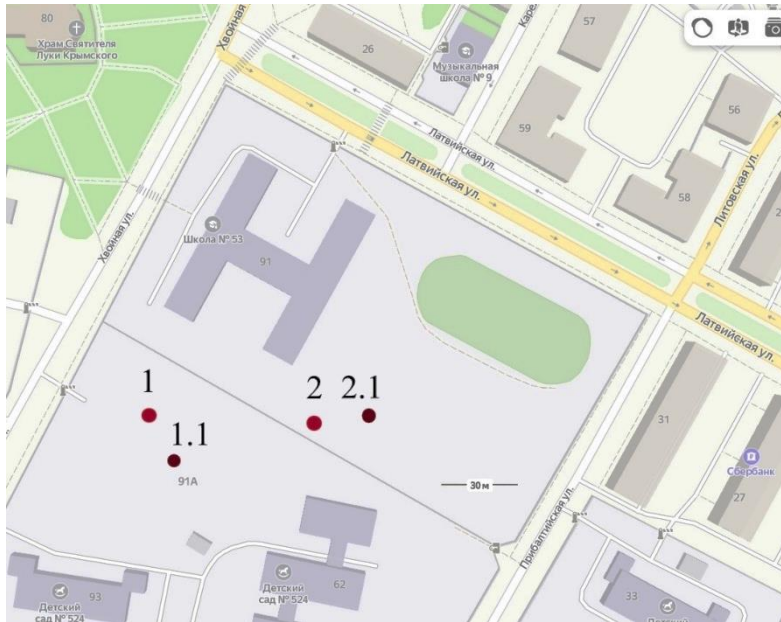 80
Храм Святителя
Луки Крымского
Хвойная
26
Музыкальная
школа № 9
57
59
56
58
Латвийская ул.
Латвийская ул.
Литовская ул.
Хвойная ул.
Школа № 53
91
Латвийская ул.
1
1.1
2
2.1
91А
30 м
31
Сбербанк
27
Прибалтийская ул.
93
Детский
сад № 524
Детский
сад № 524
62
33
Детский